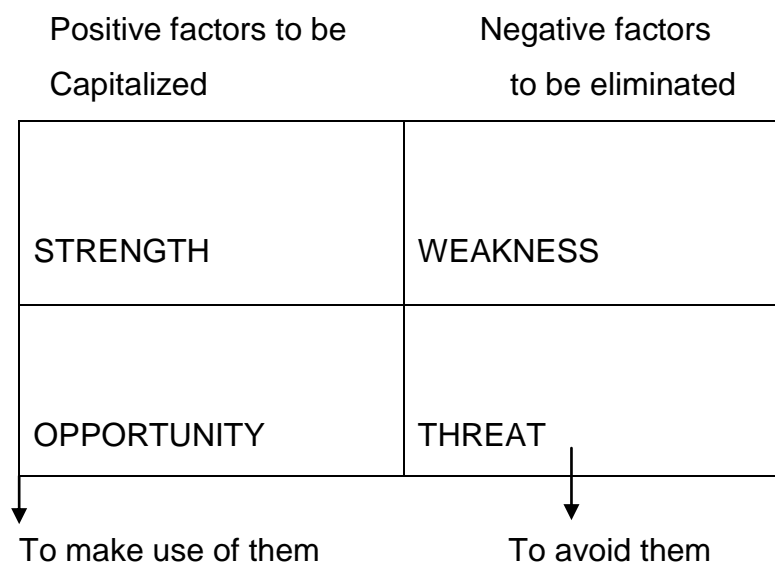 Positive factors to be Negative factors
Capitalized to be eliminated
STRENGTH WEAKNESS
OPPORTUNITY THREAT
To make use of them To avoid them